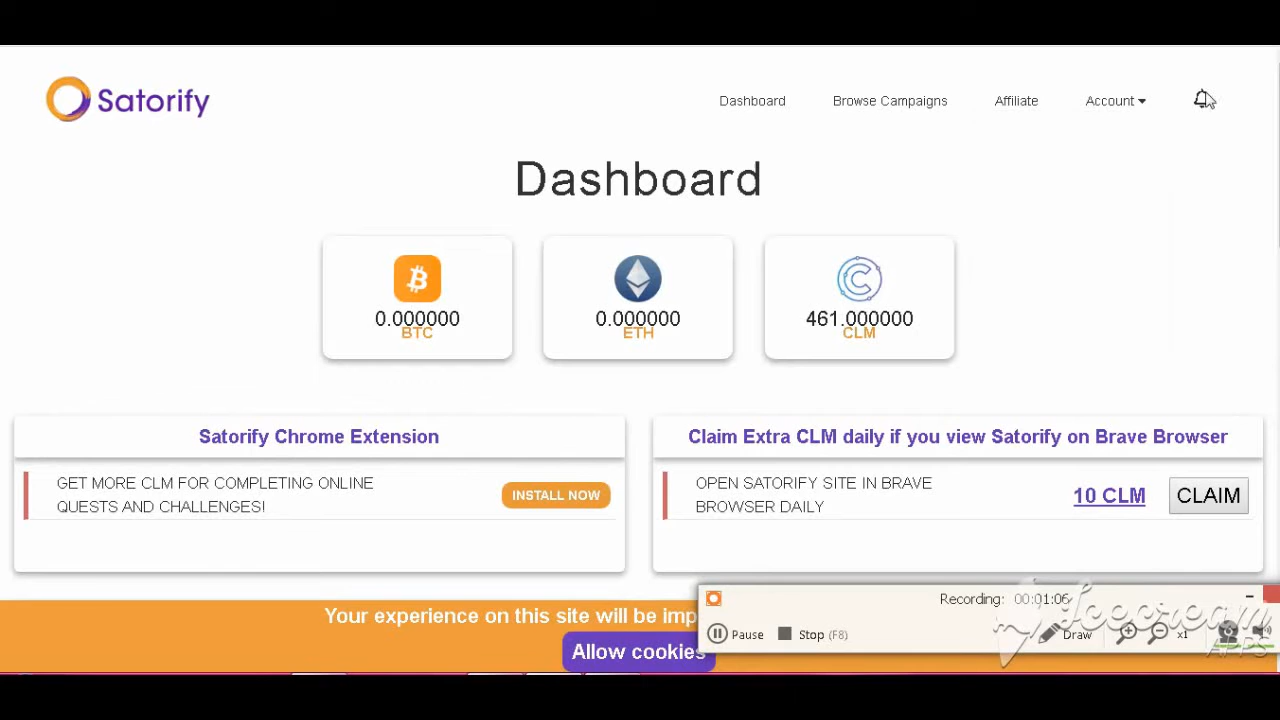 Satorify
Dashboard
Browse Campaigns
Affiliate
Account
Dashboard
0.000000
BTC
0.000000
ETH
461.000000
CLM
Satorify Chrome Extension
GET MORE CLM FOR COMPLETING ONLINE
QUESTS AND CHALLENGES!
INSTALL NOW
Claim Extra CLM daily if you view Satorify on Brave Browser
OPEN SATORIFY SITE IN BRAVE
BROWSER DAILY
10 CLM
CLAIM
Your experience on this site will be imp
Allow cookies
Recording: 00:01:06
Pause
Stop (F8)
Draw
x1
Icecream
APPS